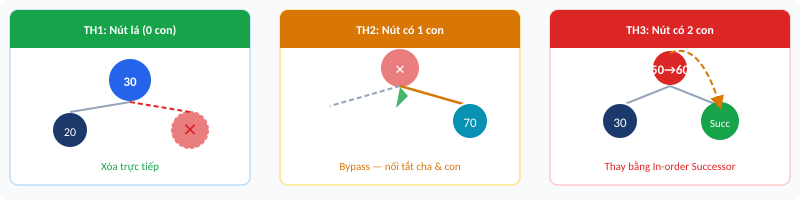 TH1: Nút lá (0 con)
30
20
✕
Xóa trực tiếp
TH2: Nút có 1 con
✕
70
Bypass — nối tắt cha & con
TH3: Nút có 2 con
50→60
30
Succ
Thay bằng In-order Successor